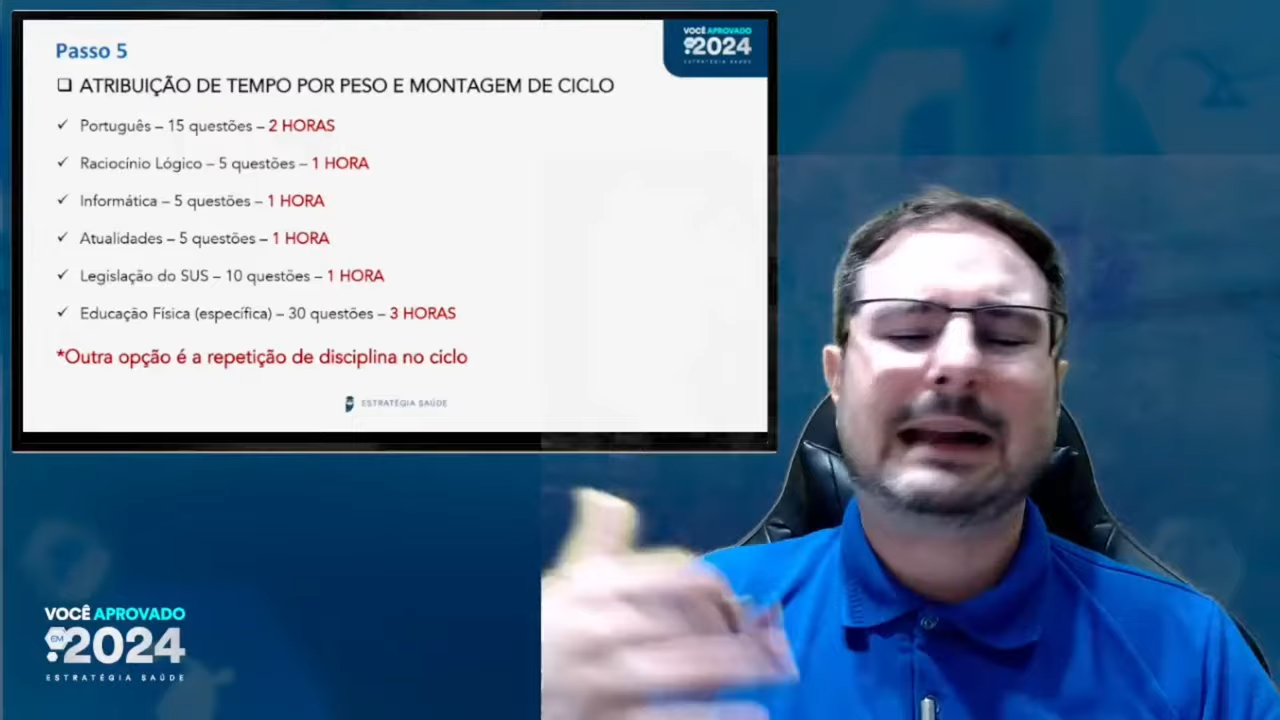 Passo 5
❑ ATRIBUIÇÃO DE TEMPO POR PESO E MONTAGEM DE CICLO
✓ Português – 15 questões – 2 HORAS
✓ Raciocínio Lógico – 5 questões – 1 HORA
✓ Informática – 5 questões – 1 HORA
✓ Atualidades – 5 questões – 1 HORA
✓ Legislação do SUS – 10 questões – 1 HORA
✓ Educação Física (específica) – 30 questões – 3 HORAS
*Outra opção é a repetição de disciplina no ciclo
ESTRATÉGIA SAÚDE
VOCÊ APROVADO
EM 2024
ESTRATÉGIA SAÚDE
VOCÊ APROVADO
EM 2024
ESTRATÉGIA SAÚDE